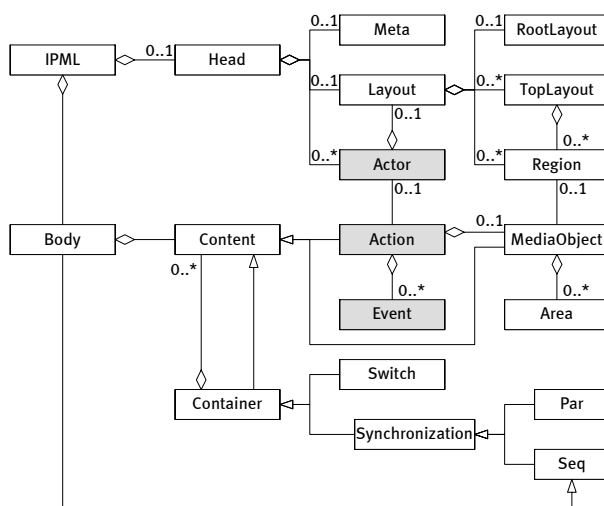 Meta
RootLayout
0..1
0..1
IPML
0..1
Head
0..1
Layout
0..*
TopLayout
0..1
0..*
0..*
0..*
Actor
Region
0..1
0..1
Body
Content
Action
0..1
MediaObject
0..*
0..*
0..*
Event
Area
Switch
Container
Par
Synchronization
Seq